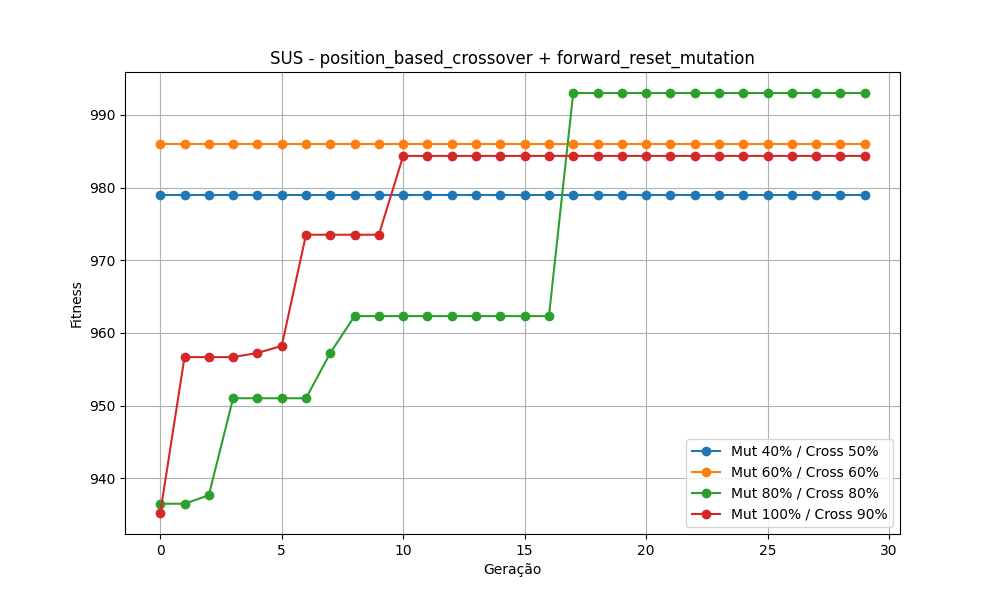 SUS - position_based_crossover + forward_reset_mutation
Fitness
990
980
970
960
950
940
0 5 10 15 20 25 30
Geração
Mut 40% / Cross 50%
Mut 60% / Cross 60%
Mut 80% / Cross 80%
Mut 100% / Cross 90%